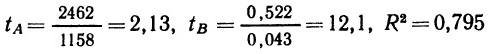 t_A = 2462/1158 = 2,13, t_B = 0,522/0,043 = 12,1, R² = 0,795